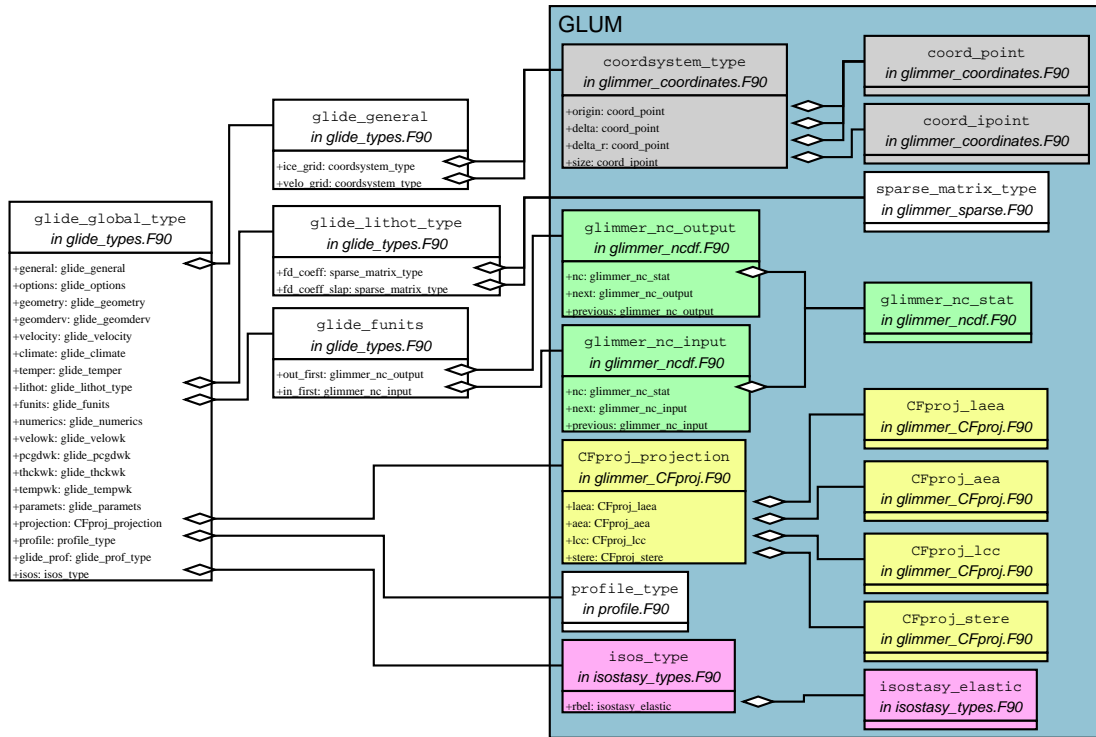 GLUM
coordsystem_type
in glimmer_coordinates.F90
+origin: coord_point
+delta: coord_point
+delta_r: coord_point
+size: coord_ipoint
coord_point
in glimmer_coordinates.F90
coord_ipoint
in glimmer_coordinates.F90
glide_general
in glide_types.F90
+ice_grid: coordsystem_type
+velo_grid: coordsystem_type
sparse_matrix_type
in glimmer_sparse.F90
glide_global_type
in glide_types.F90
+general: glide_general
+options: glide_options
+geometry: glide_geometry
+geomderv: glide_geomderv
+velocity: glide_velocity
+climate: glide_climate
+temper: glide_temper
+lithot: glide_lithot_type
+funits: glide_funits
+numerics: glide_numerics
+velowk: glide_velowk
+pcgdwk: glide_pcgdwk
+thckwk: glide_thckwk
+tempwk: glide_tempwk
+paramets: glide_paramets
+projection: CFproj_projection
+profile: profile_type
+glide_prof: glide_prof_type
+isos: isos_type
glide_lithot_type
in glide_types.F90
+fd_coeff: sparse_matrix_type
+fd_coeff_slap: sparse_matrix_type
glide_funits
in glide_types.F90
+out_first: glimmer_nc_output
+in_first: glimmer_nc_input
glimmer_nc_output
in glimmer_ncdf.F90
+nc: glimmer_nc_stat
+next: glimmer_nc_output
+previous: glimmer_nc_output
glimmer_nc_input
in glimmer_ncdf.F90
+nc: glimmer_nc_stat
+next: glimmer_nc_input
+previous: glimmer_nc_input
glimmer_nc_stat
in glimmer_ncdf.F90
CFproj_projection
in glimmer_CFproj.F90
+laea: CFproj_laea
+aea: CFproj_aea
+lcc: CFproj_lcc
+stere: CFproj_stere
CFproj_laea
in glimmer_CFproj.F90
CFproj_aea
in glimmer_CFproj.F90
CFproj_lcc
in glimmer_CFproj.F90
CFproj_stere
in glimmer_CFproj.F90
profile_type
in profile.F90
isos_type
in isostasy_types.F90
+rbel: isostasy_elastic
isostasy_elastic
in isostasy_types.F90